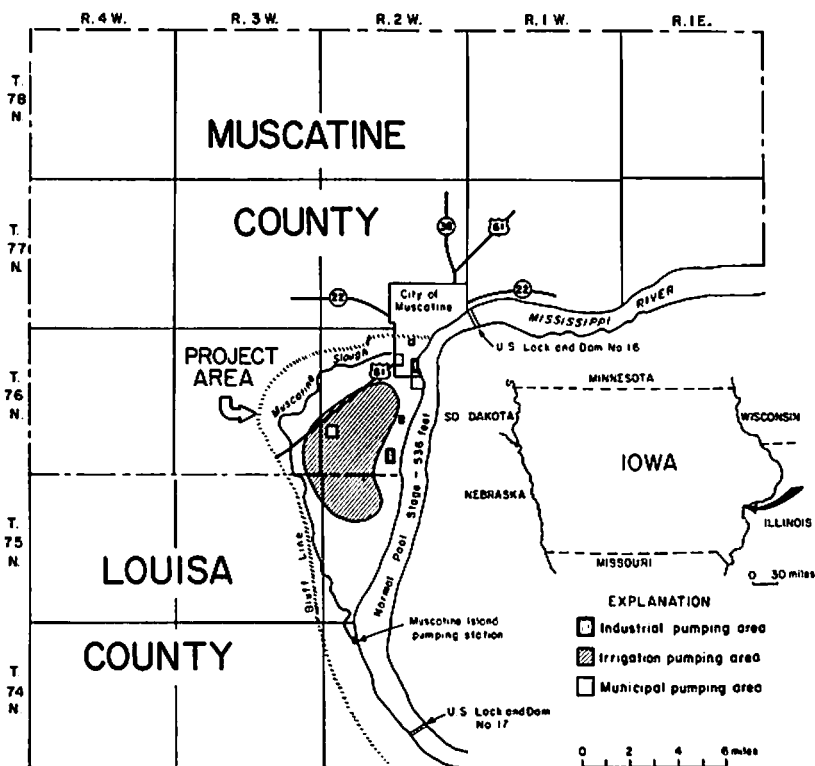 R. 4 W. R. 3 W. R. 2 W. R. 1 W. R. 1 E.
T. 78 N.
MUSCATINE
COUNTY
T. 77 N.
38
61
22
City of
Muscatine
22
MISSISSIPPI RIVER
U.S. Lock and Dam No 16
PROJECT
AREA
Muscatine Slough
61
T. 76 N.
MINNESOTA
SO DAKOTA
WISCONSIN
IOWA
NEBRASKA
ILLINOIS
MISSOURI
0 30 miles
Normal Pool Stage - 536 feet
T. 75 N.
LOUISA
COUNTY
Bluff Line
Muscatine Island
pumping station
EXPLANATION
Industrial pumping area
Irrigation pumping area
Municipal pumping area
T. 74 N.
U.S. Lock and Dam
No 17
0 2 4 6 miles